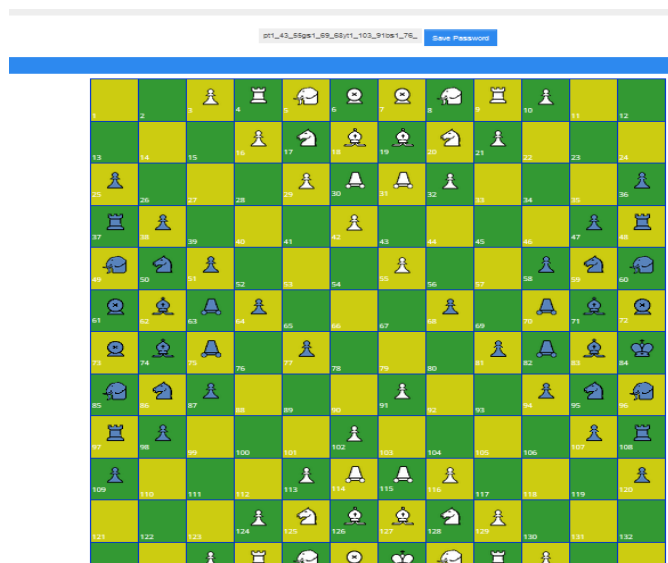 pt1_43_55grs1_69_68yt1_103_91bs1_76_ Save Password
1 2 3 4 5 6 7 8 9 10 11 12
13 14 15 16 17 18 19 20 21 22 23 24
25 26 27 28 29 30 31 32 33 34 35 36
37 38 39 40 41 42 43 44 45 46 47 48
49 50 51 52 53 54 55 56 57 58 59 60
61 62 63 64 65 66 67 68 69 70 71 72
73 74 75 76 77 78 79 80 81 82 83 84
85 86 87 88 89 90 91 92 93 94 95 96
97 98 99 100 101 102 103 104 105 106 107 108
109 110 111 112 113 114 115 116 117 118 119 120
121 122 123 124 125 126 127 128 129 130 131 132